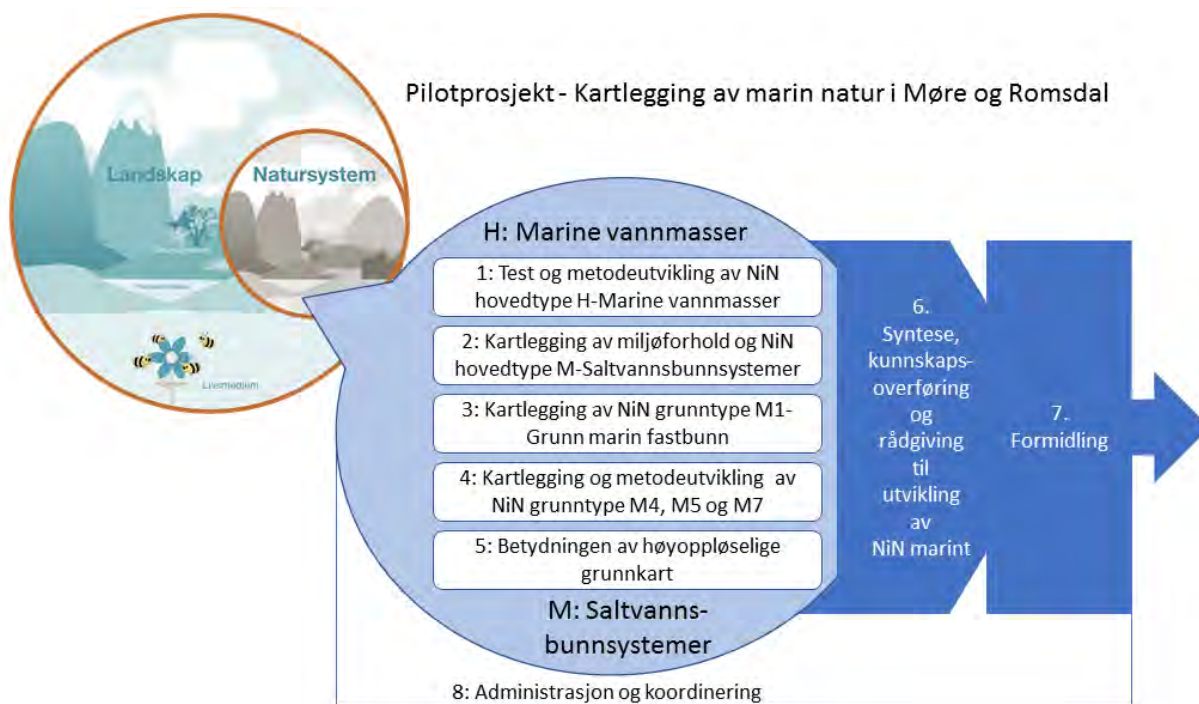 Pilotprosjekt - Kartlegging av marin natur i Møre og Romsdal
Landskap
Natursystem
Livsmedium
H: Marine vannmasser
1: Test og metodeutvikling av NiN
hovedtype H-Marine vannmasser
2: Kartlegging av miljøforhold og NiN
hovedtype M-Saltvannsbunnsystemer
3: Kartlegging av NiN grunntype M1-
Grunn marin fastbunn
4: Kartlegging og metodeutvikling av
NiN grunntype M4, M5 og M7
5: Betydningen av høyoppløselige
grunnkart
M: Saltvanns-
bunnsystemer
6.
Syntese,
kunnskaps-
overføring
og
rådgiving
til
utvikling
av
NiN marint
7.
Formidling
8: Administrasjon og koordinering